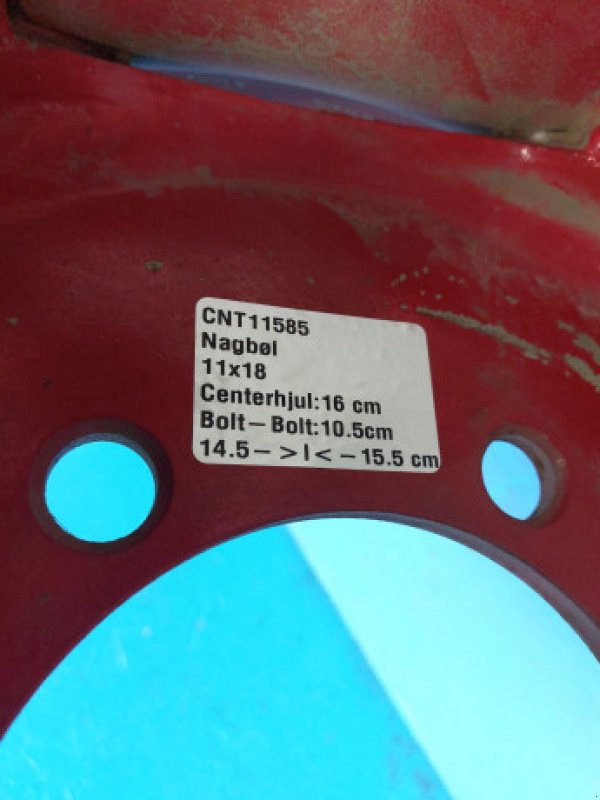 CNT11585
Nagbøl
11x18
Centerhjul:16 cm
Bolt-Bolt:10.5cm
14.5- >I< -15.5 cm